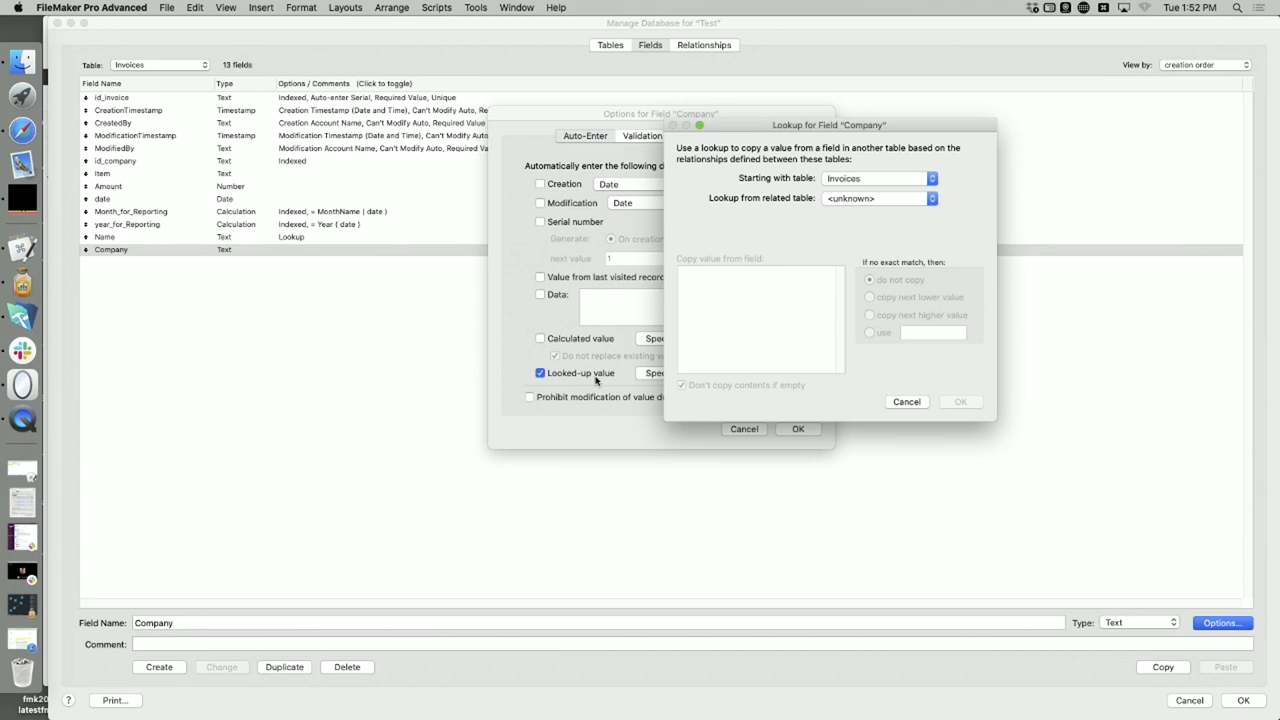 FileMaker Pro Advanced File Edit View Insert Format Layouts Arrange Scripts Tools Window Help Tue 1:52 PM
Manage Database for "Test"
Tables Fields Relationships
Table: Invoices 13 fields View by: creation order
Field Name Type Options / Comments (Click to toggle)
id_invoice Text Indexed, Auto-enter Serial, Required Value, Unique
CreationTimestamp Timestamp Creation Timestamp (Date and Time), Can't Modify Auto, Re
CreatedBy Text Creation Account Name, Can't Modify Auto, Required Value
ModificationTimestamp Timestamp Modification Timestamp (Date and Time), Can't Modify Auto
ModifiedBy Text Modification Account Name, Can't Modify Auto, Required Va
id_company Text Indexed
Item Text
Amount Number
date Date
Month_for_Reporting Calculation Indexed, = MonthName ( date )
year_for_Reporting Calculation Indexed, = Year ( date )
Name Text Lookup
Company Text
Options for Field "Company"
Auto-Enter Validation
Automatically enter the following d
Creation Date
Modification Date
Serial number
Generate: On creation
next value 1
Value from last visited recor
Data:
Calculated value Spec
Do not replace existing va
Looked-up value Spec
Prohibit modification of value du
Cancel OK
Lookup for Field "Company"
Use a lookup to copy a value from a field in another table based on the
relationships defined between these tables:
Starting with table: Invoices
Lookup from related table: <unknown>
Copy value from field:
If no exact match, then:
do not copy
copy next lower value
copy next higher value
use
Don't copy contents if empty
Cancel OK
Field Name: Company Type: Text Options...
Comment:
Create Change Duplicate Delete Copy Paste
? Print... Cancel OK
fmk20
latestfm